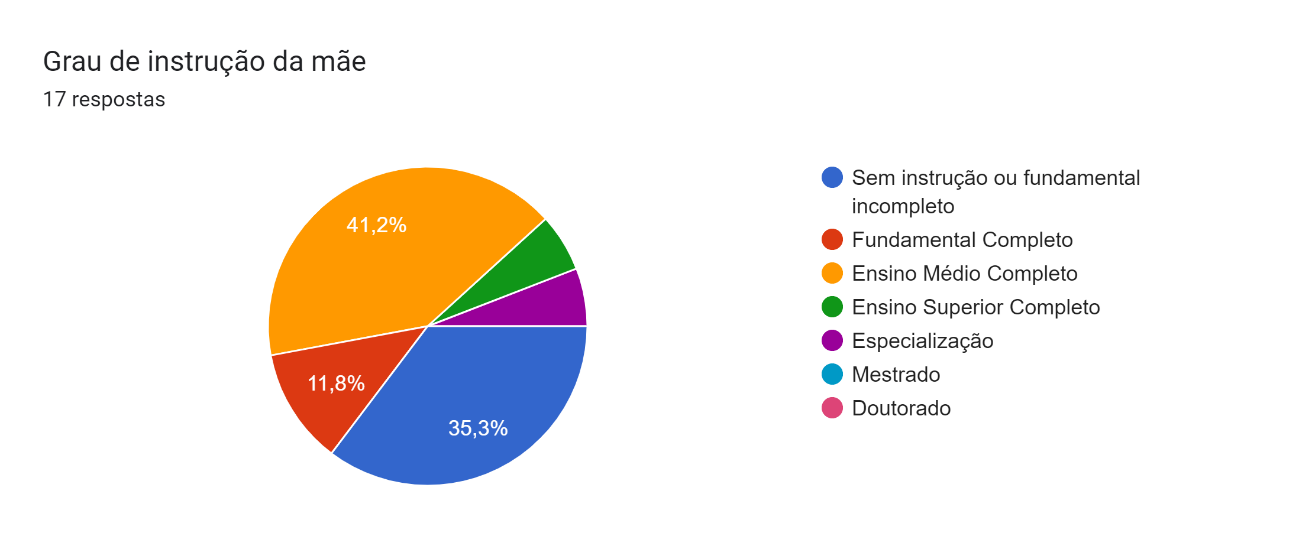 Grau de instrução da mãe
17 respostas
41,2%
11,8%
35,3%
Sem instrução ou fundamental
incompleto
Fundamental Completo
Ensino Médio Completo
Ensino Superior Completo
Especialização
Mestrado
Doutorado